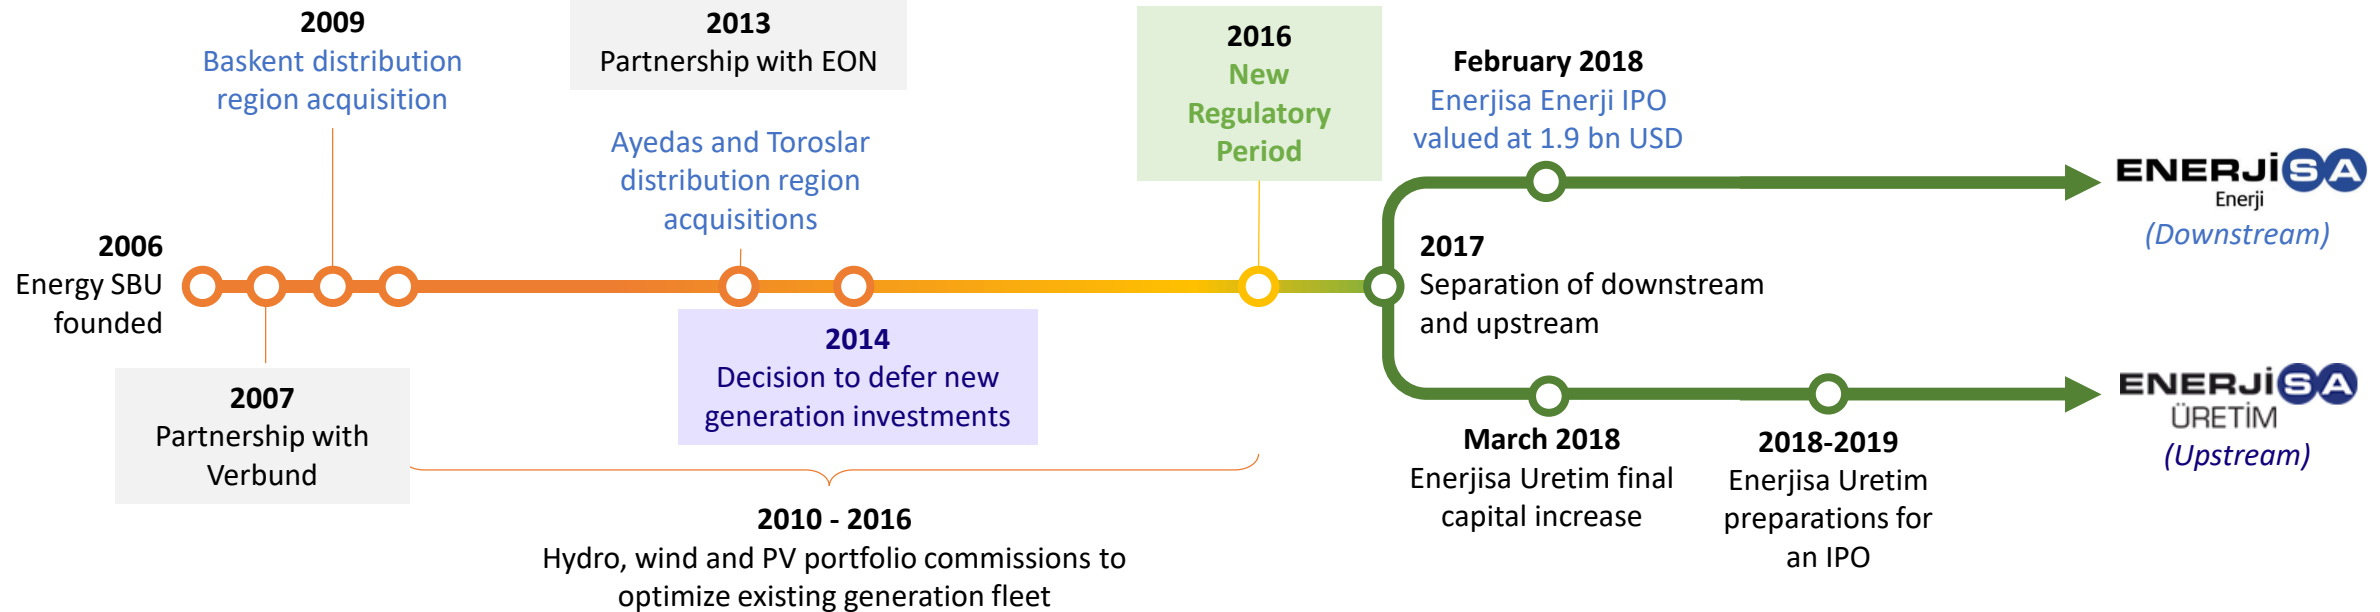 2009
Baskent distribution
region acquisition
2013
Partnership with EON
Ayedas and Toroslar
distribution region
acquisitions
2016
New
Regulatory
Period
February 2018
Enerjisa Enerji IPO
valued at 1.9 bn USD
ENERJİSA
Enerji
(Downstream)
2006
Energy SBU
founded
2017
Separation of downstream
and upstream
2007
Partnership with
Verbund
2014
Decision to defer new
generation investments
2010 - 2016
Hydro, wind and PV portfolio commissions to
optimize existing generation fleet
March 2018
Enerjisa Uretim final
capital increase
2018-2019
Enerjisa Uretim
preparations for
an IPO
ENERJİSA
ÜRETİM
(Upstream)